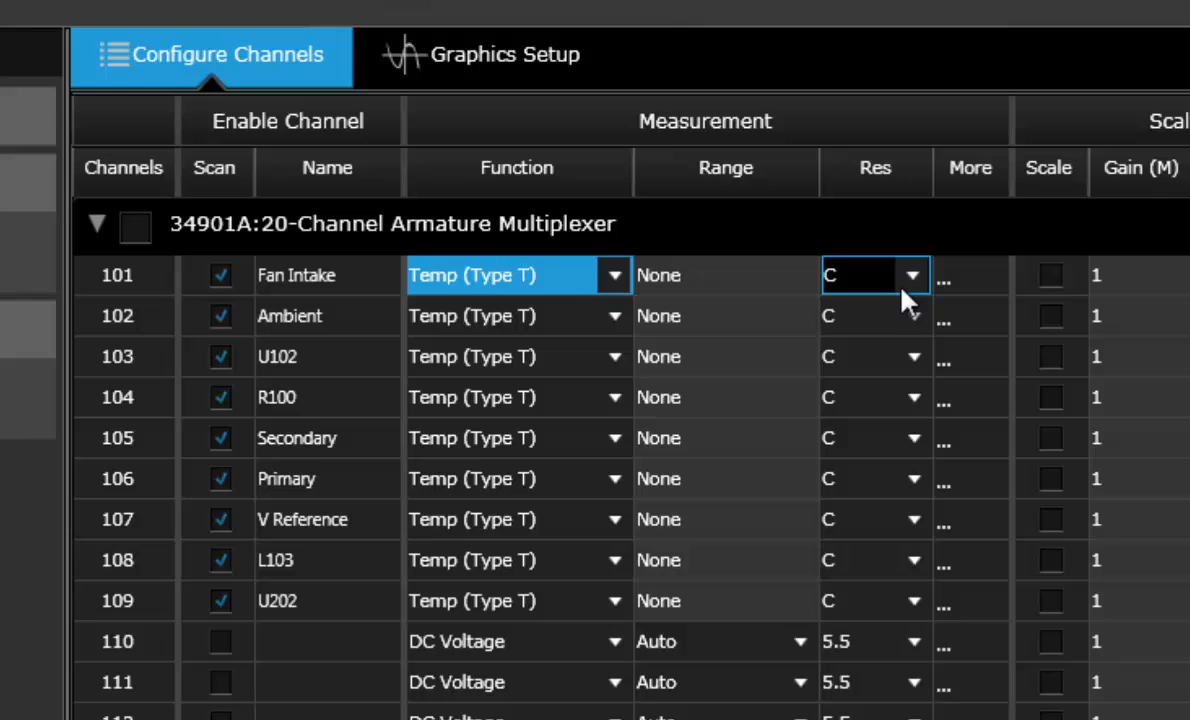 Configure Channels Graphics Setup
Enable Channel Measurement Scal
Channels Scan Name Function Range Res More Scale Gain (M)
34901A:20-Channel Armature Multiplexer
101 Fan Intake Temp (Type T) None C ... 1
102 Ambient Temp (Type T) None C ... 1
103 U102 Temp (Type T) None C ... 1
104 R100 Temp (Type T) None C ... 1
105 Secondary Temp (Type T) None C ... 1
106 Primary Temp (Type T) None C ... 1
107 V Reference Temp (Type T) None C ... 1
108 L103 Temp (Type T) None C ... 1
109 U202 Temp (Type T) None C ... 1
110 DC Voltage Auto 5.5 ... 1
111 DC Voltage Auto 5.5 ... 1